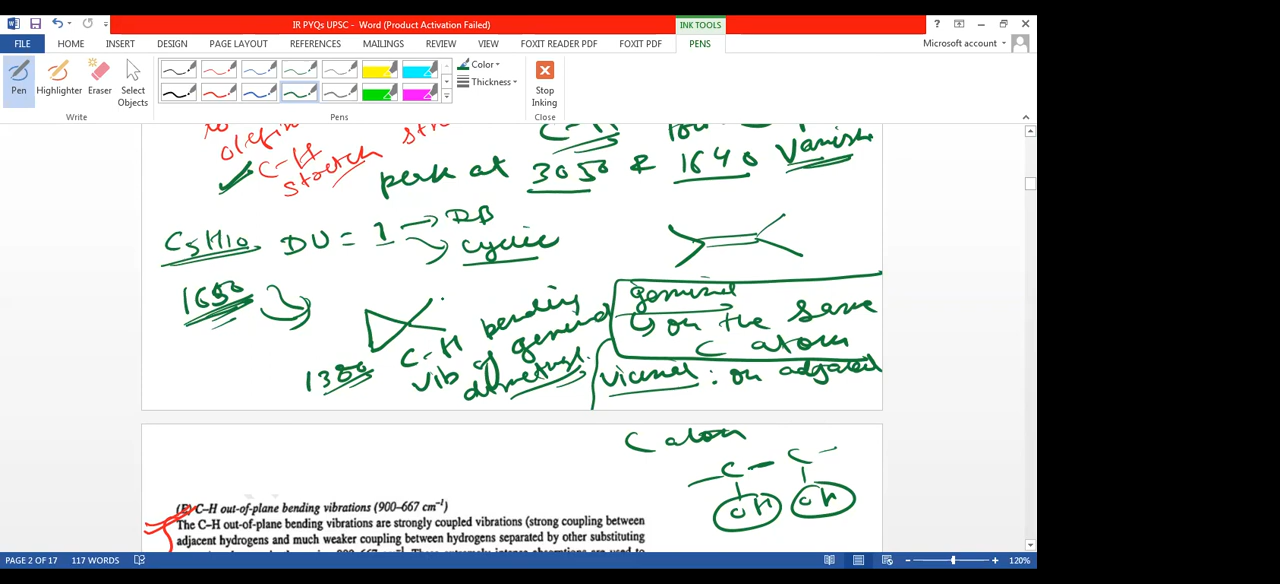 IR PYQs UPSC - Word (Product Activation Failed)
INK TOOLS
FILE HOME INSERT DESIGN PAGE LAYOUT REFERENCES MAILINGS REVIEW VIEW FOXIT READER PDF FOXIT PDF PENS
Microsoft account
Pen Highlighter Eraser Select Objects
Color
Thickness
Stop Inking
Write Pens Close
C-H
C-H
stretch
peak at 3050 & 1640 vanish
C5H10 DU = 1 → DB
cyclic
1650
1380
C-H bending
vib of geminal
dimethyl.
geminal
on the same
C atom
vicinal : on adjacent
C atom
C - C -
OH OH
(E) C–H out-of-plane bending vibrations (900–667 cm⁻¹)
The C–H out-of-plane bending vibrations are strongly coupled vibrations (strong coupling between
adjacent hydrogens and much weaker coupling between hydrogens separated by other substituting
PAGE 2 OF 17 117 WORDS
120%